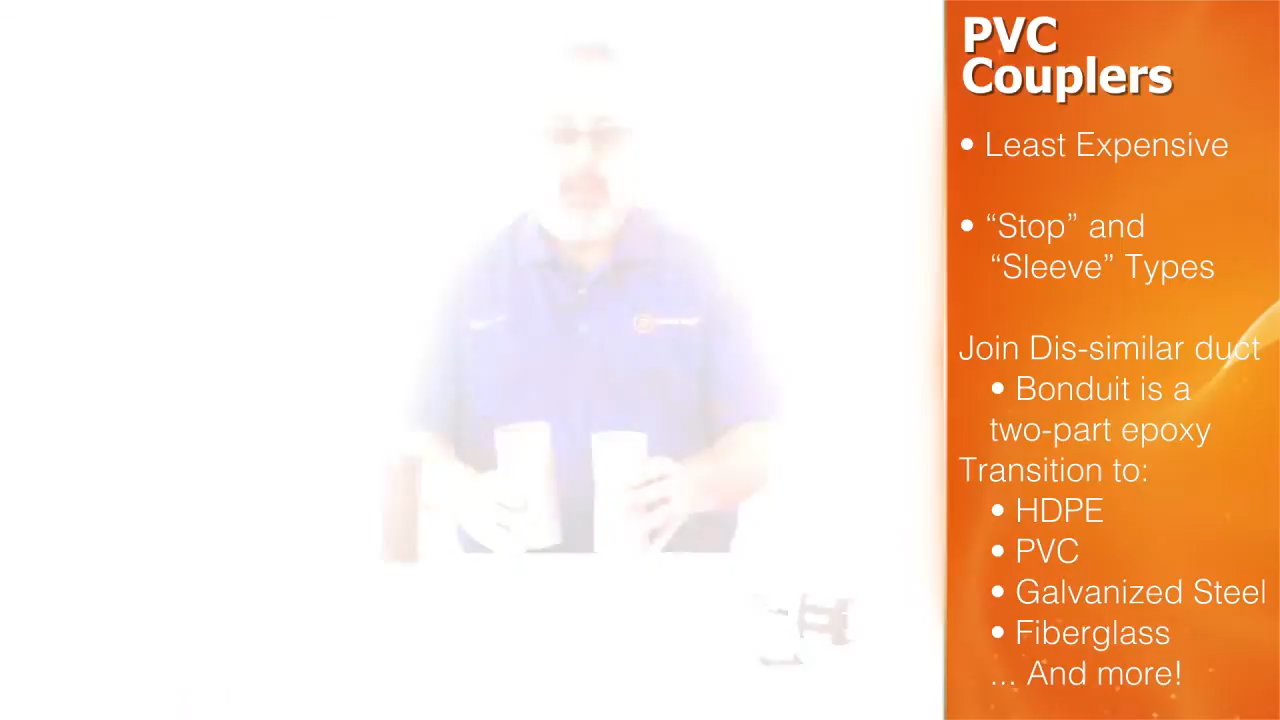 PVC
Couplers
• Least Expensive
• “Stop” and
“Sleeve” Types
Join Dis-similar duct
• Bonduit is a
two-part epoxy
Transition to:
• HDPE
• PVC
• Galvanized Steel
• Fiberglass
... And more!